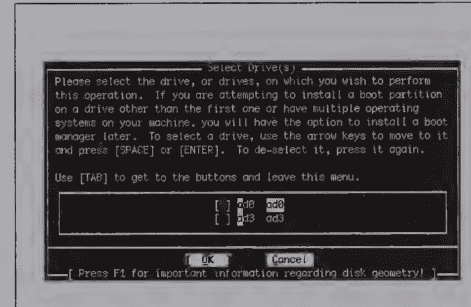 Select Drive(s)
Please select the drive, or drives, on which you wish to perform
this operation. If you are attempting to install a boot partition
on a drive other than the first one or have multiple operating
systems on your machine, you will have the option to install a boot
manager later. To select a drive, use the arrow keys to move to it
and press [SPACE] or [ENTER]. To de-select it, press it again.
Use [TAB] to get to the buttons and leave this menu.
[ ] ad0 ad0
[ ] ad3 ad3
OK Cancel
[ Press F1 for important information regarding disk geometry! ]